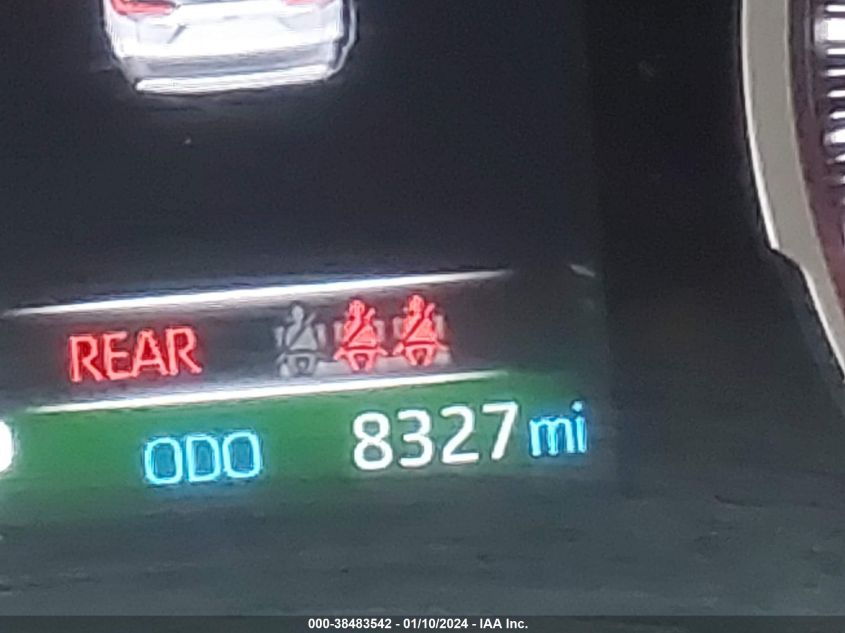 REAR
ODO 8327 mi
000-38483542 - 01/10/2024 - IAA Inc.